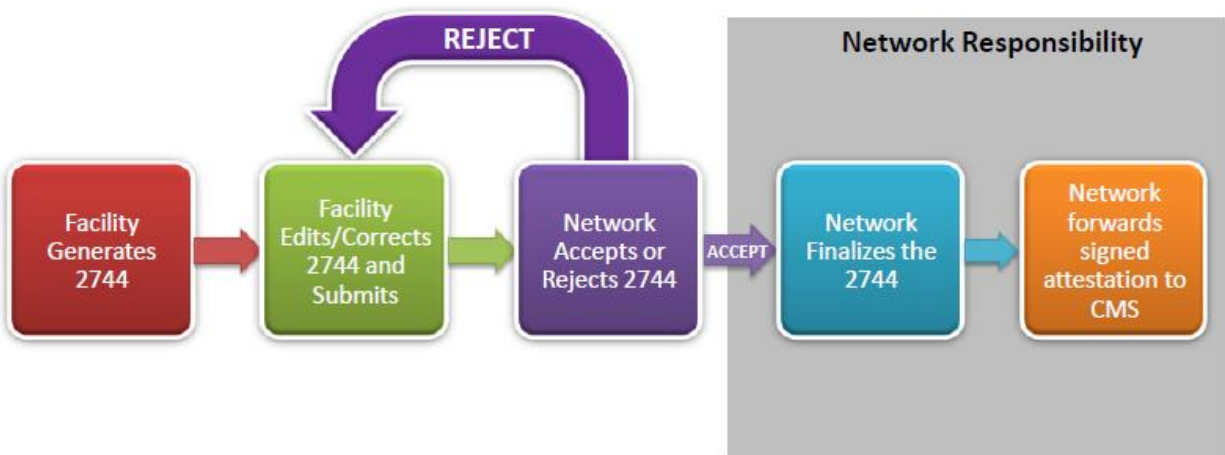 REJECT
Network Responsibility
Facility
Generates
2744
Facility
Edits/Corrects
2744 and
Submits
Network
Accepts or
Rejects 2744
ACCEPT
Network
Finalizes the
2744
Network
forwards
signed
attestation to
CMS